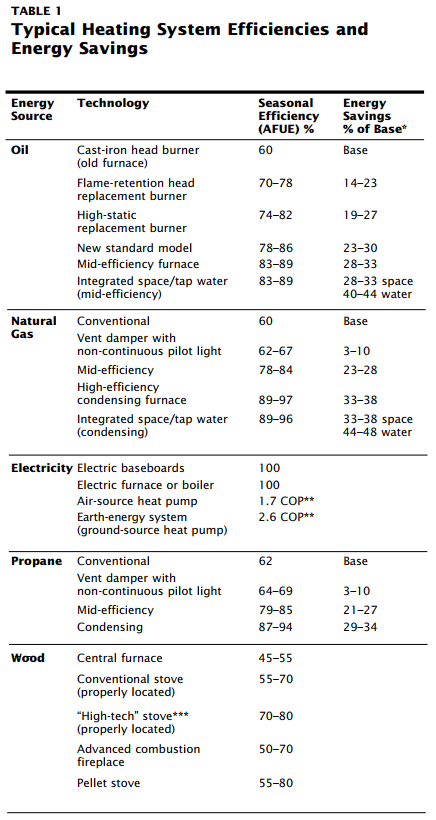 TABLE 1
Typical Heating System Efficiencies and
Energy Savings
Energy Source Technology Seasonal Efficiency (AFUE) % Energy Savings % of Base*
Oil Cast-iron head burner (old furnace) 60 Base
Flame-retention head replacement burner 70–78 14–23
High-static replacement burner 74–82 19–27
New standard model 78–86 23–30
Mid-efficiency furnace 83–89 28–33
Integrated space/tap water (mid-efficiency) 83–89 28–33 space 40–44 water
Natural Gas Conventional 60 Base
Vent damper with non-continuous pilot light 62–67 3–10
Mid-efficiency 78–84 23–28
High-efficiency condensing furnace 89–97 33–38
Integrated space/tap water (condensing) 89–96 33–38 space 44–48 water
Electricity Electric baseboards 100
Electric furnace or boiler 100
Air-source heat pump 1.7 COP**
Earth-energy system (ground-source heat pump) 2.6 COP**
Propane Conventional 62 Base
Vent damper with non-continuous pilot light 64–69 3–10
Mid-efficiency 79–85 21–27
Condensing 87–94 29–34
Wood Central furnace 45–55
Conventional stove (properly located) 55–70
“High-tech” stove*** (properly located) 70–80
Advanced combustion fireplace 50–70
Pellet stove 55–80